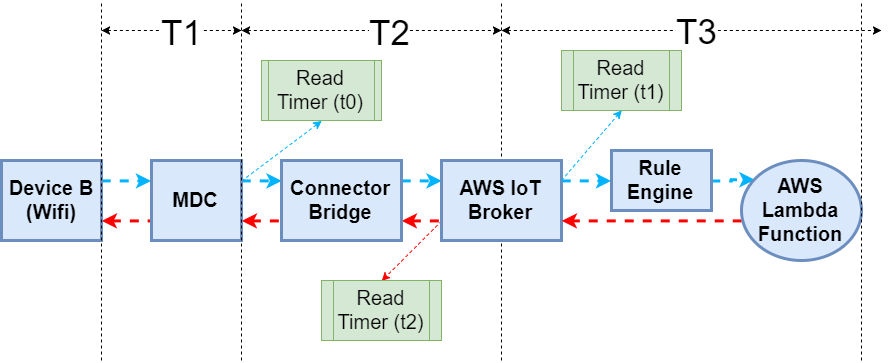 T1
T2
T3
Read
Timer (t0)
Read
Timer (t1)
Device B
(Wifi)
MDC
Connector
Bridge
AWS IoT
Broker
Rule
Engine
AWS
Lambda
Function
Read
Timer (t2)